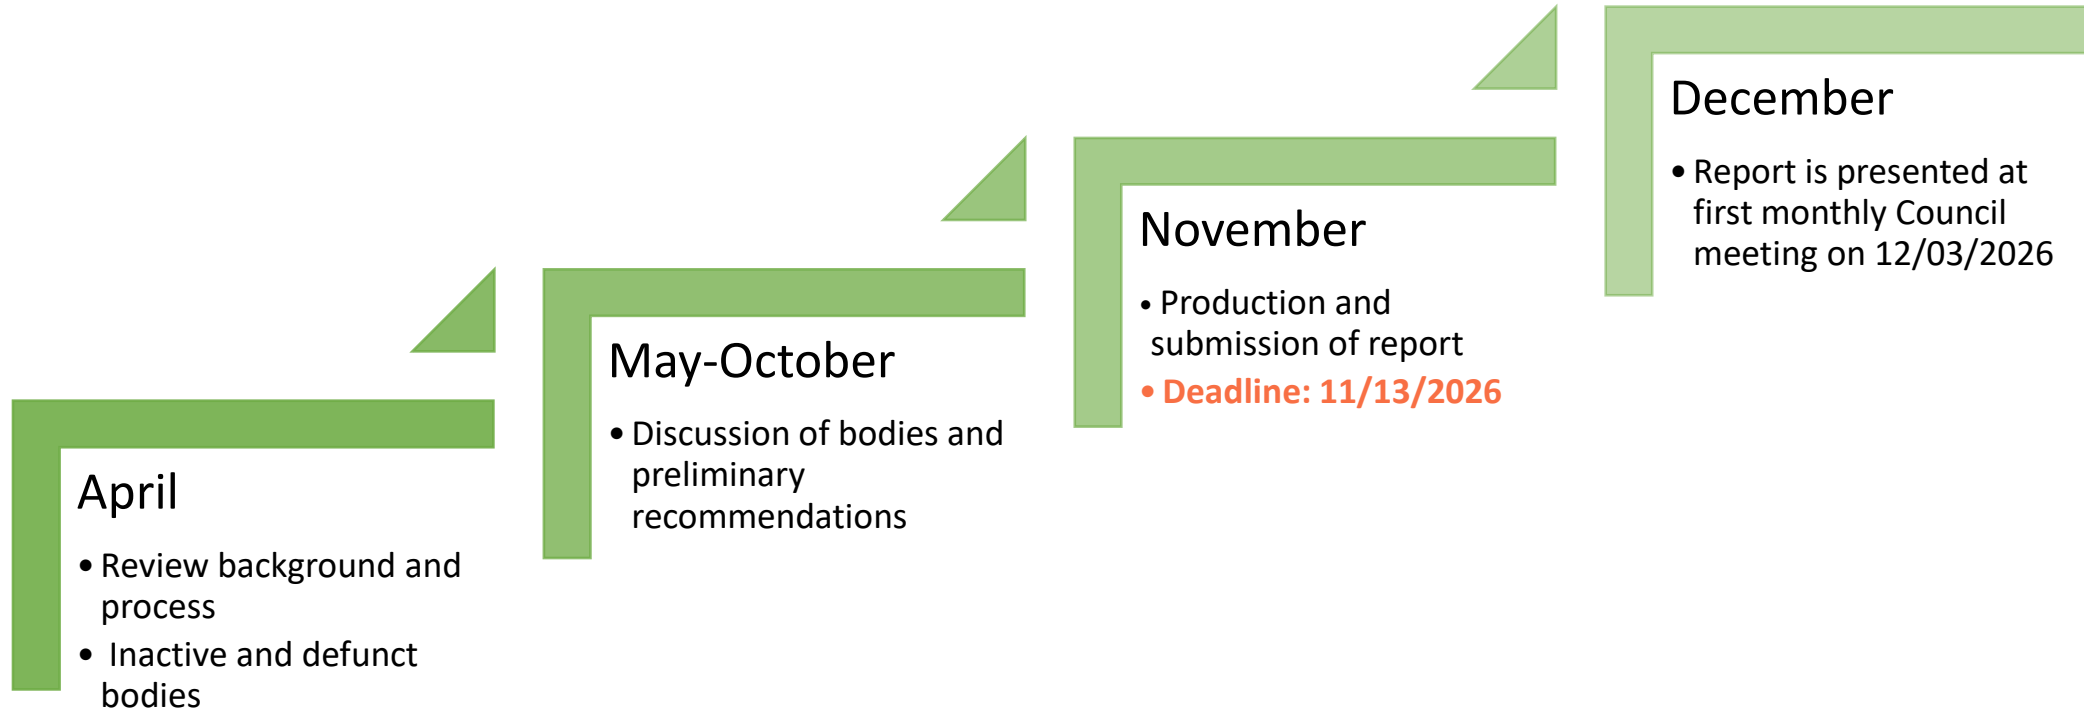 April
• Review background and
process
• Inactive and defunct
bodies
May-October
• Discussion of bodies and
preliminary
recommendations
November
• Production and
submission of report
• Deadline: 11/13/2026
December
• Report is presented at
first monthly Council
meeting on 12/03/2026